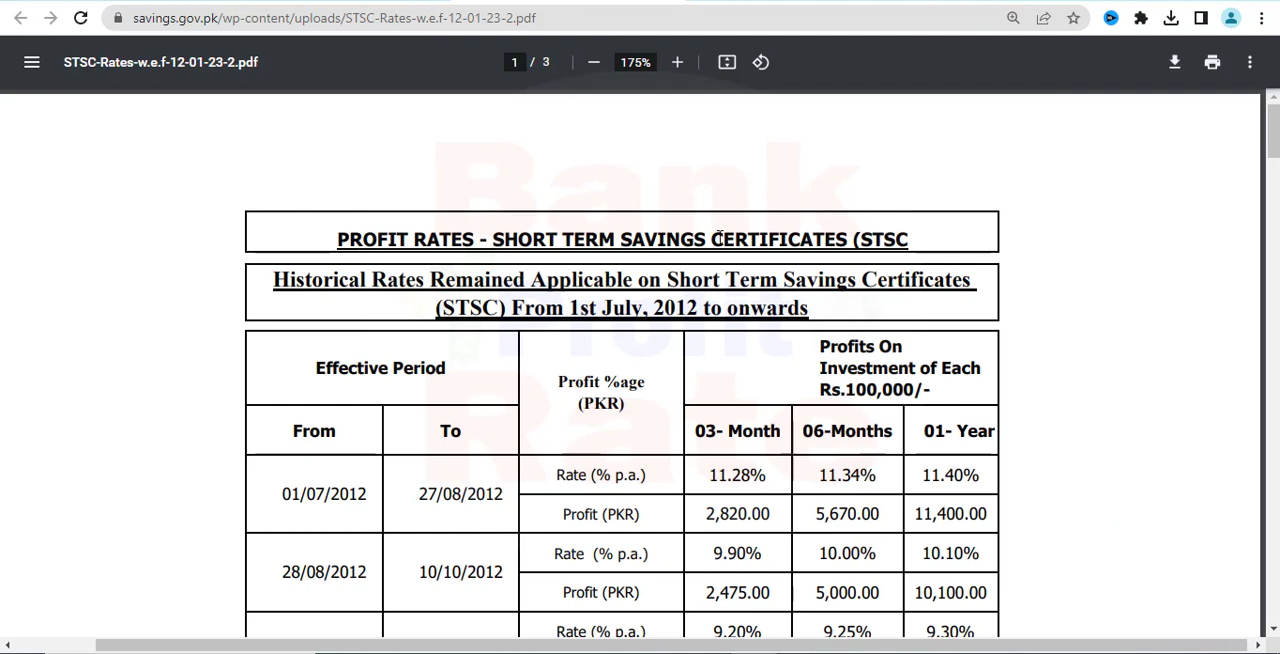 savings.gov.pk/wp-content/uploads/STSC-Rates-w.e.f-12-01-23-2.pdf
STSC-Rates-w.e.f-12-01-23-2.pdf 1 / 3 175%
Bank
Profit
Rate
PROFIT RATES - SHORT TERM SAVINGS CERTIFICATES (STSC
Historical Rates Remained Applicable on Short Term Savings Certificates
(STSC) From 1st July, 2012 to onwards
Effective Period Profit %age (PKR) Profits On Investment of Each Rs.100,000/-
From To 03- Month 06-Months 01- Year
01/07/2012 27/08/2012 Rate (% p.a.) 11.28% 11.34% 11.40%
Profit (PKR) 2,820.00 5,670.00 11,400.00
28/08/2012 10/10/2012 Rate (% p.a.) 9.90% 10.00% 10.10%
Profit (PKR) 2,475.00 5,000.00 10,100.00
Rate (% p.a.) 9.20% 9.25% 9.30%